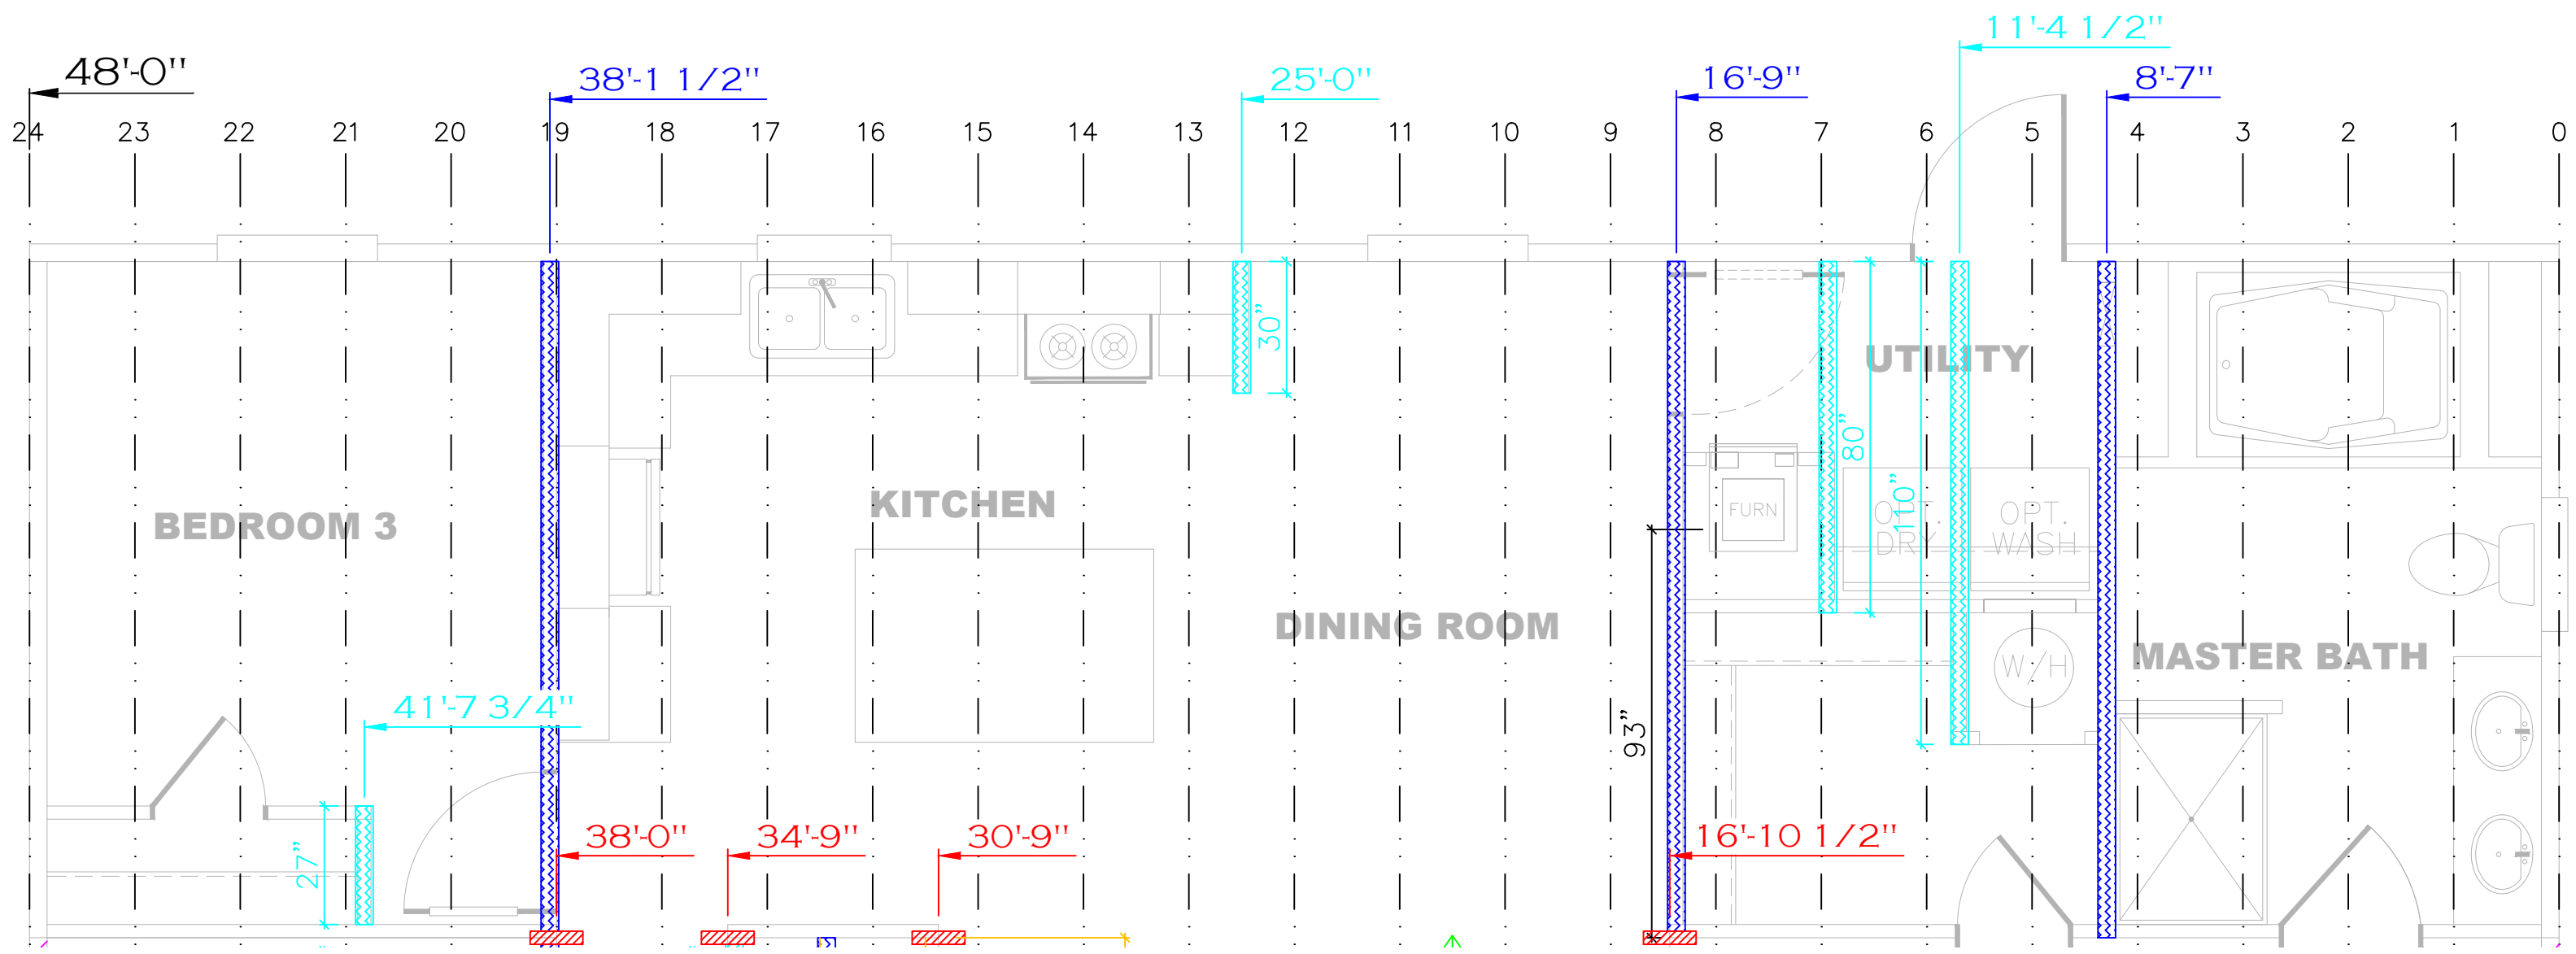 11'-4 1/2"
48'-0"
38'-1 1/2"
25'-0"
16'-9"
8'-7"
24 23 22 21 20 19 18 17 16 15 14 13 12 11 10 9 8 7 6 5 4 3 2 1 0
30"
UTILITY
80"
KITCHEN
BEDROOM 3
FURN
110"
OPT.
DRY
OPT.
WASH
DINING ROOM
MASTER BATH
W/H
41'-7 3/4"
93"
27"
38'-0"
34'-9"
30'-9"
16'-10 1/2"